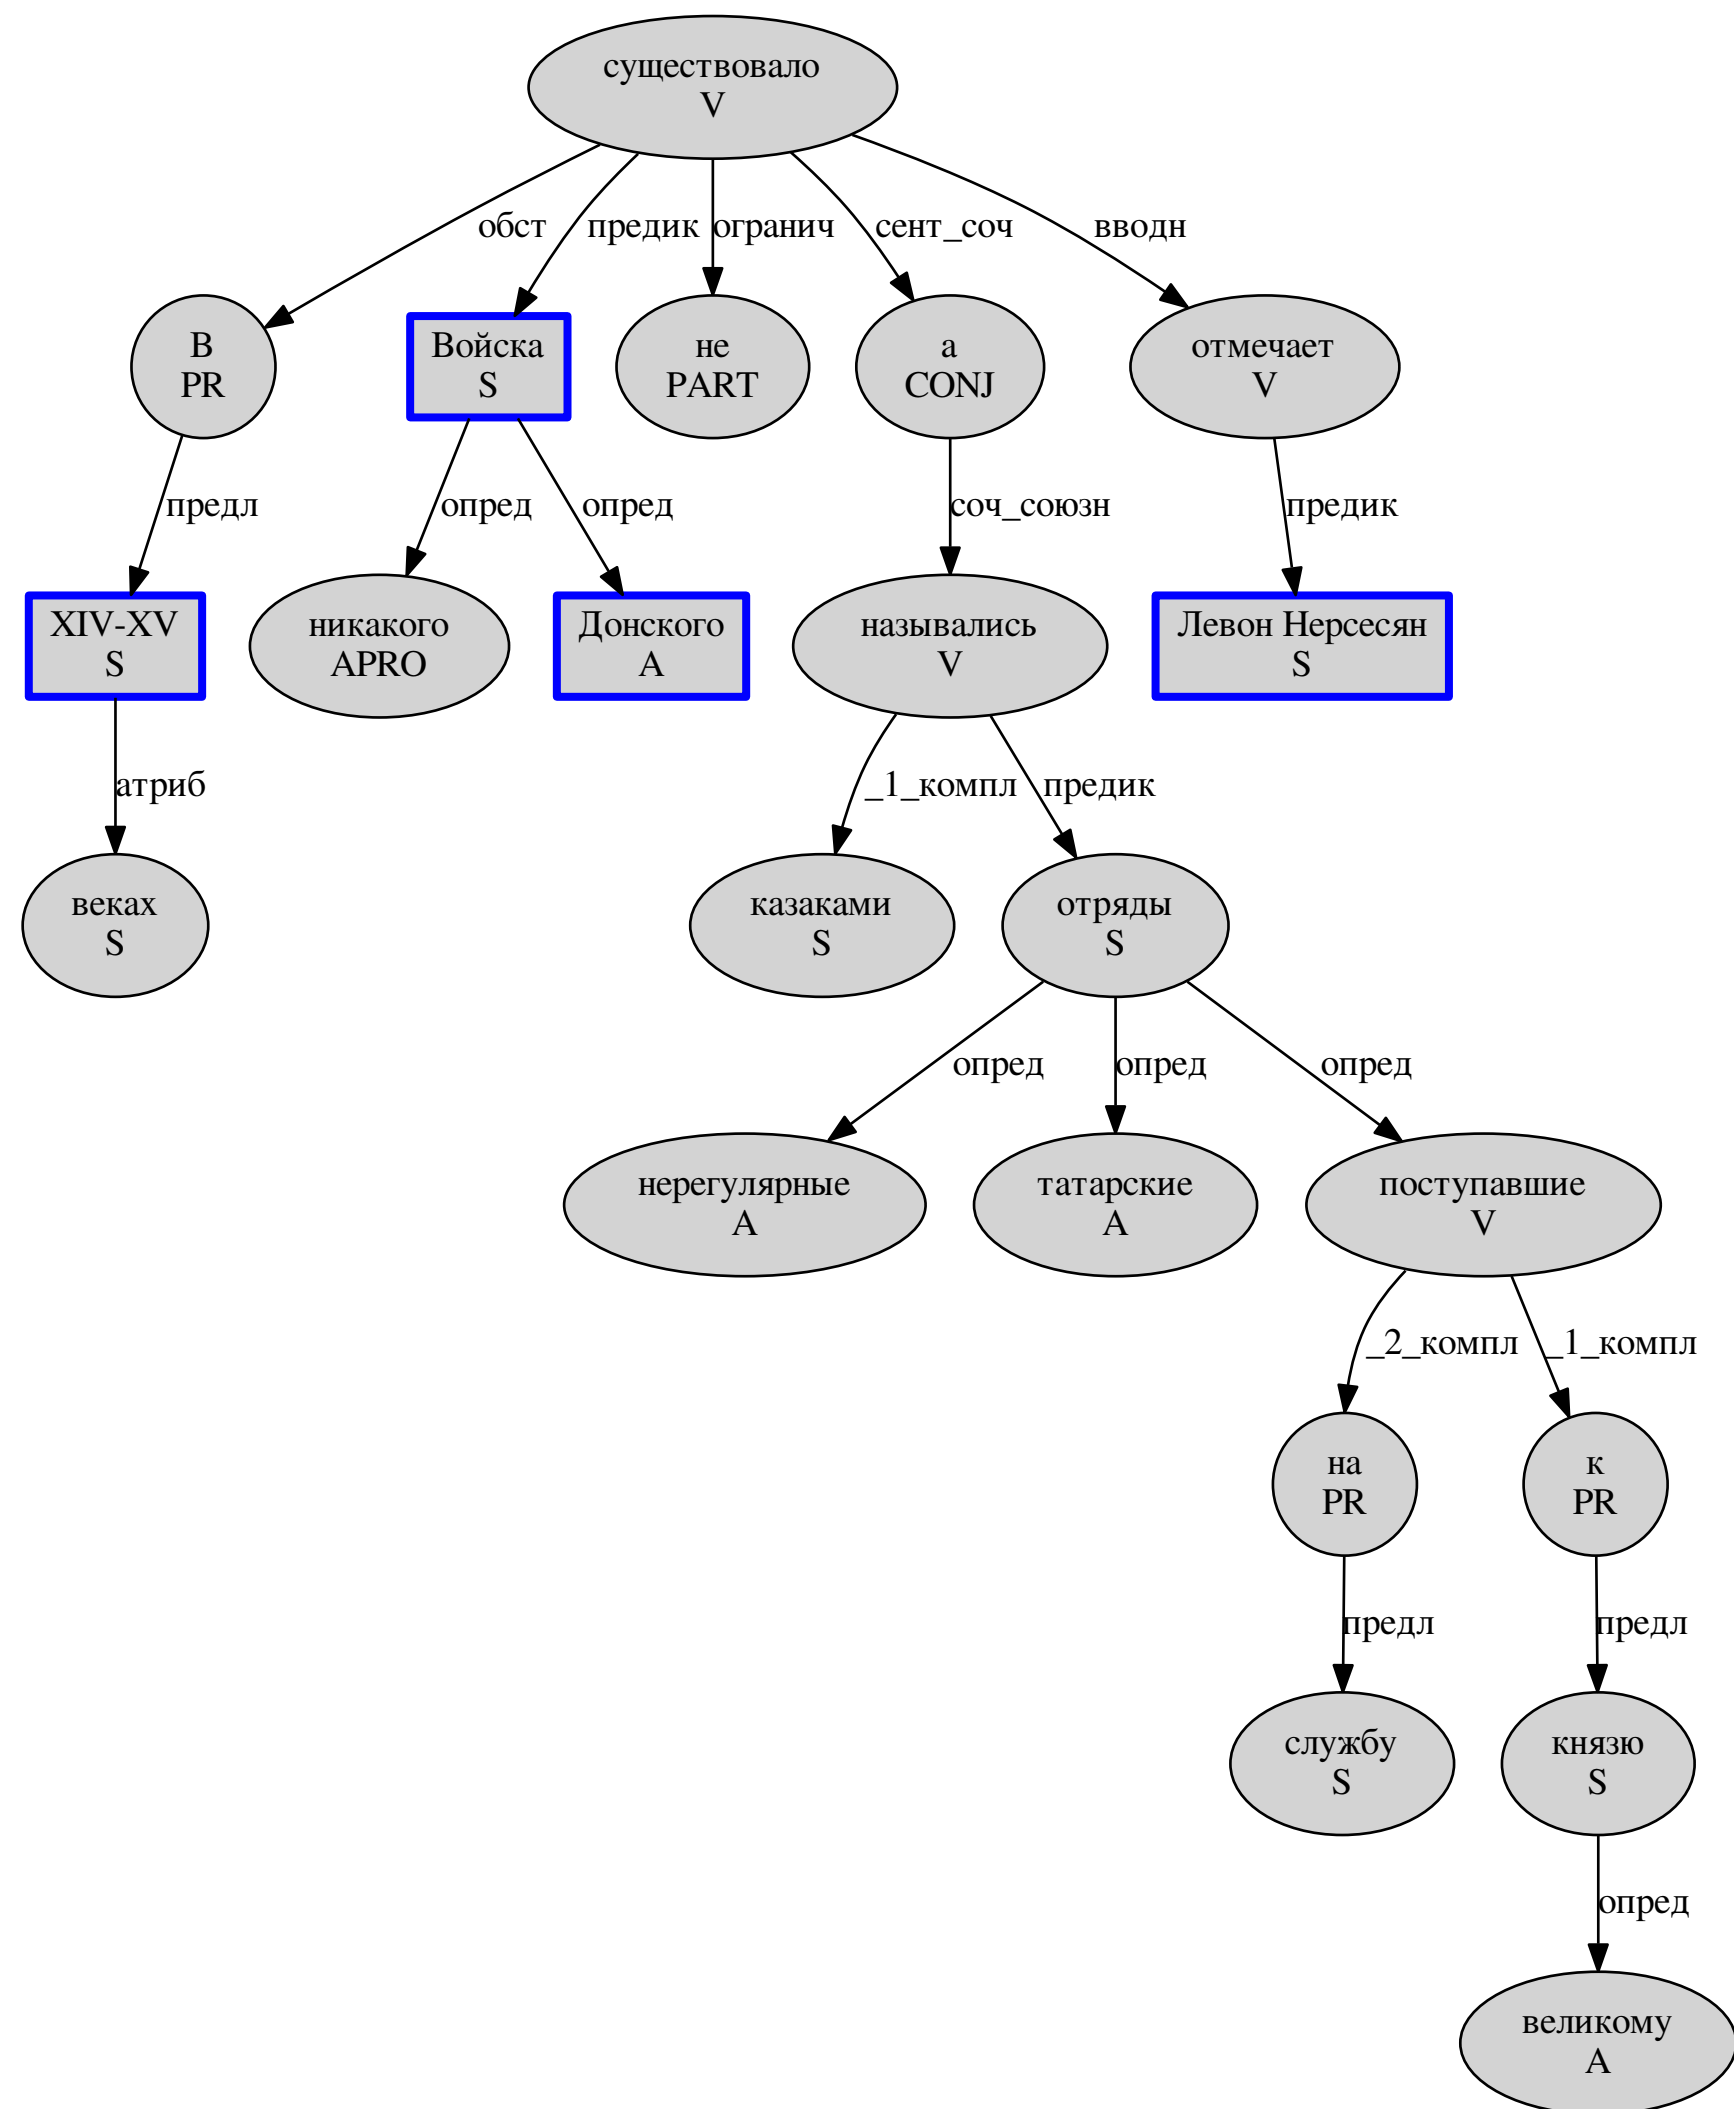 существовало
V
обст
предик
огранич
сент_соч
вводн
В
PR
Войска
S
не
PART
а
CONJ
отмечает
V
предл
опред
опред
соч_союзн
предик
XIV-XV
S
никакого
APRO
Донского
A
назывались
V
Левон Нерсесян
S
атриб
_1_компл
предик
веках
S
казаками
S
отряды
S
опред
опред
опред
нерегулярные
A
татарские
A
поступавшие
V
_2_компл
_1_компл
на
PR
к
PR
предл
предл
службу
S
князю
S
опред
великому
A